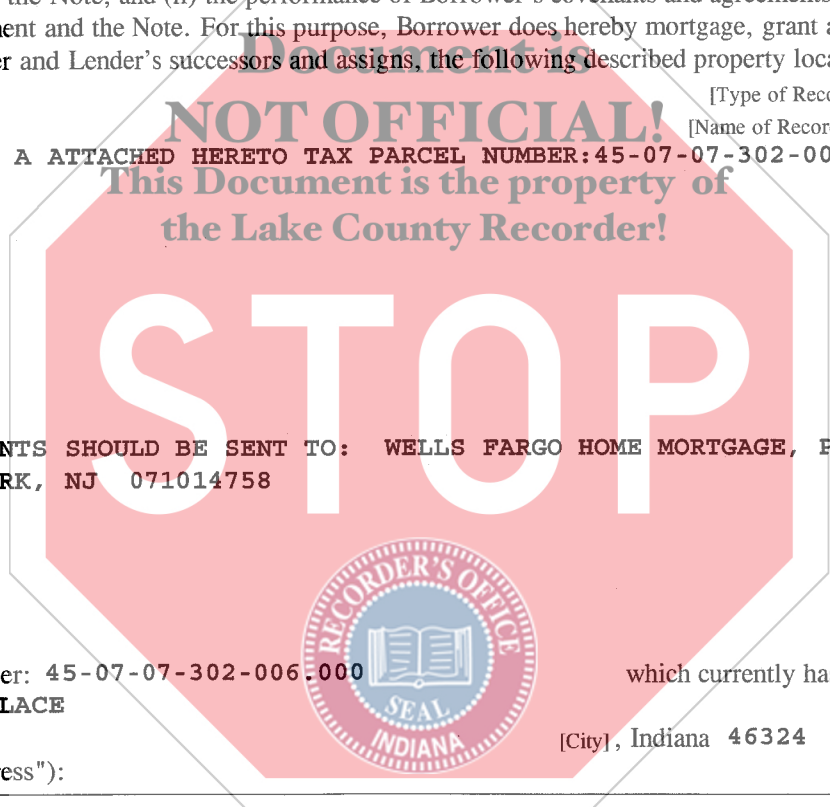 the Note; and (ii) the performance of Borrower's covenants and agreements
ent and the Note. For this purpose, Borrower does hereby mortgage, grant a
er and Lender's successors and assigns, the following described property loca
Document is
[Type of Reco
NOT OFFICIAL!
[Name of Recor
A ATTACHED HERETO TAX PARCEL NUMBER:45-07-07-302-00
This Document is the property of
the Lake County Recorder!
STOP
NTS SHOULD BE SENT TO: WELLS FARGO HOME MORTGAGE, P
RK, NJ 071014758
RECORDER'S OFFICE
er: 45-07-07-302-006.000 which currently ha
LACE
SEAL
INDIANA
[City], Indiana 46324
ress"):